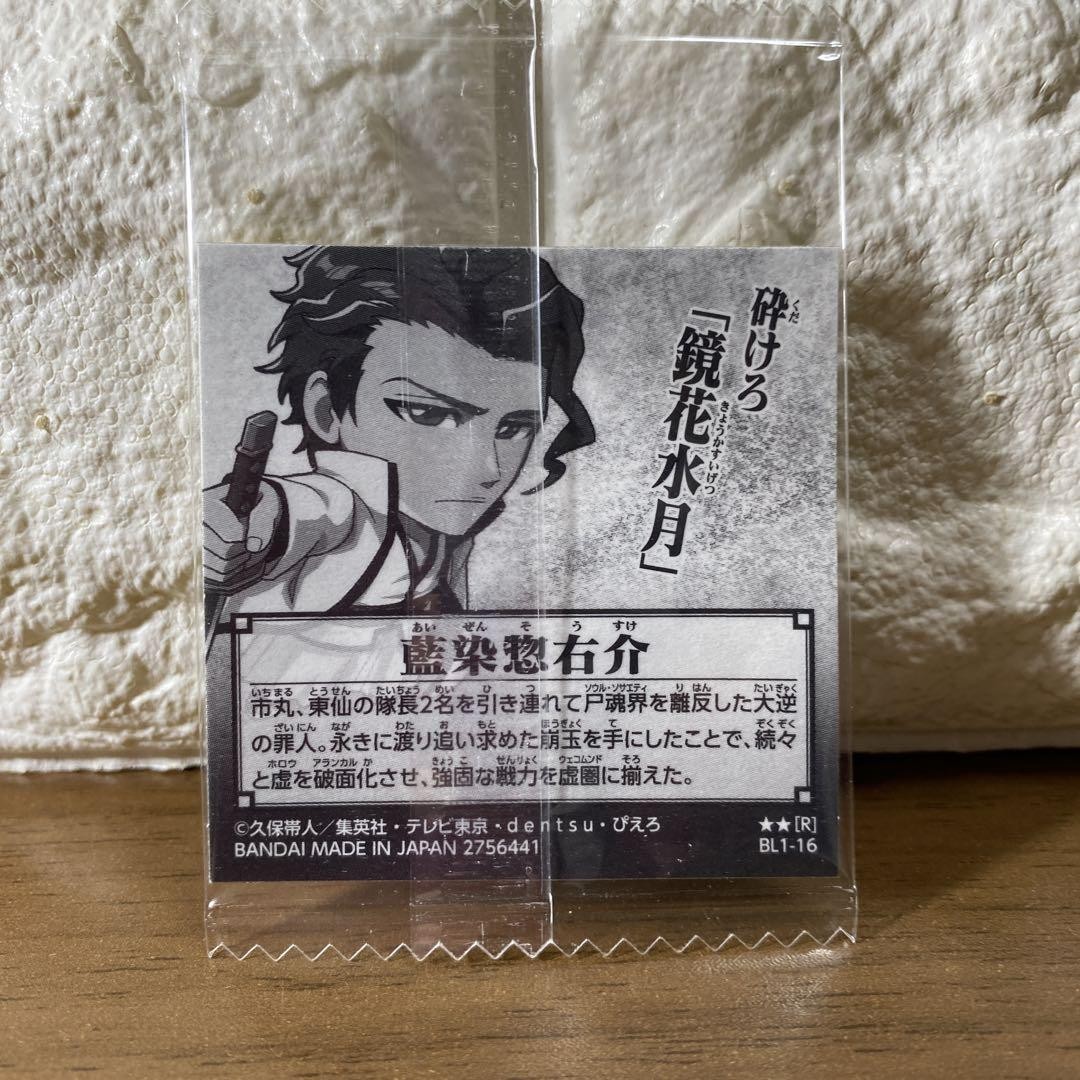 砕けろ
「鏡花水月」
藍染惣右介
市丸、東仙の隊長2名を引き連れて尸魂界を離反した大逆
の罪人。永きに渡り追い求めた崩玉を手にしたことで、続々
と虚を破面化させ、強固な戦力を虚圏に揃えた。
©久保帯人／集英社・テレビ東京・dentsu・ぴえろ
BANDAI MADE IN JAPAN 2756441
★★[R]
BL1-16